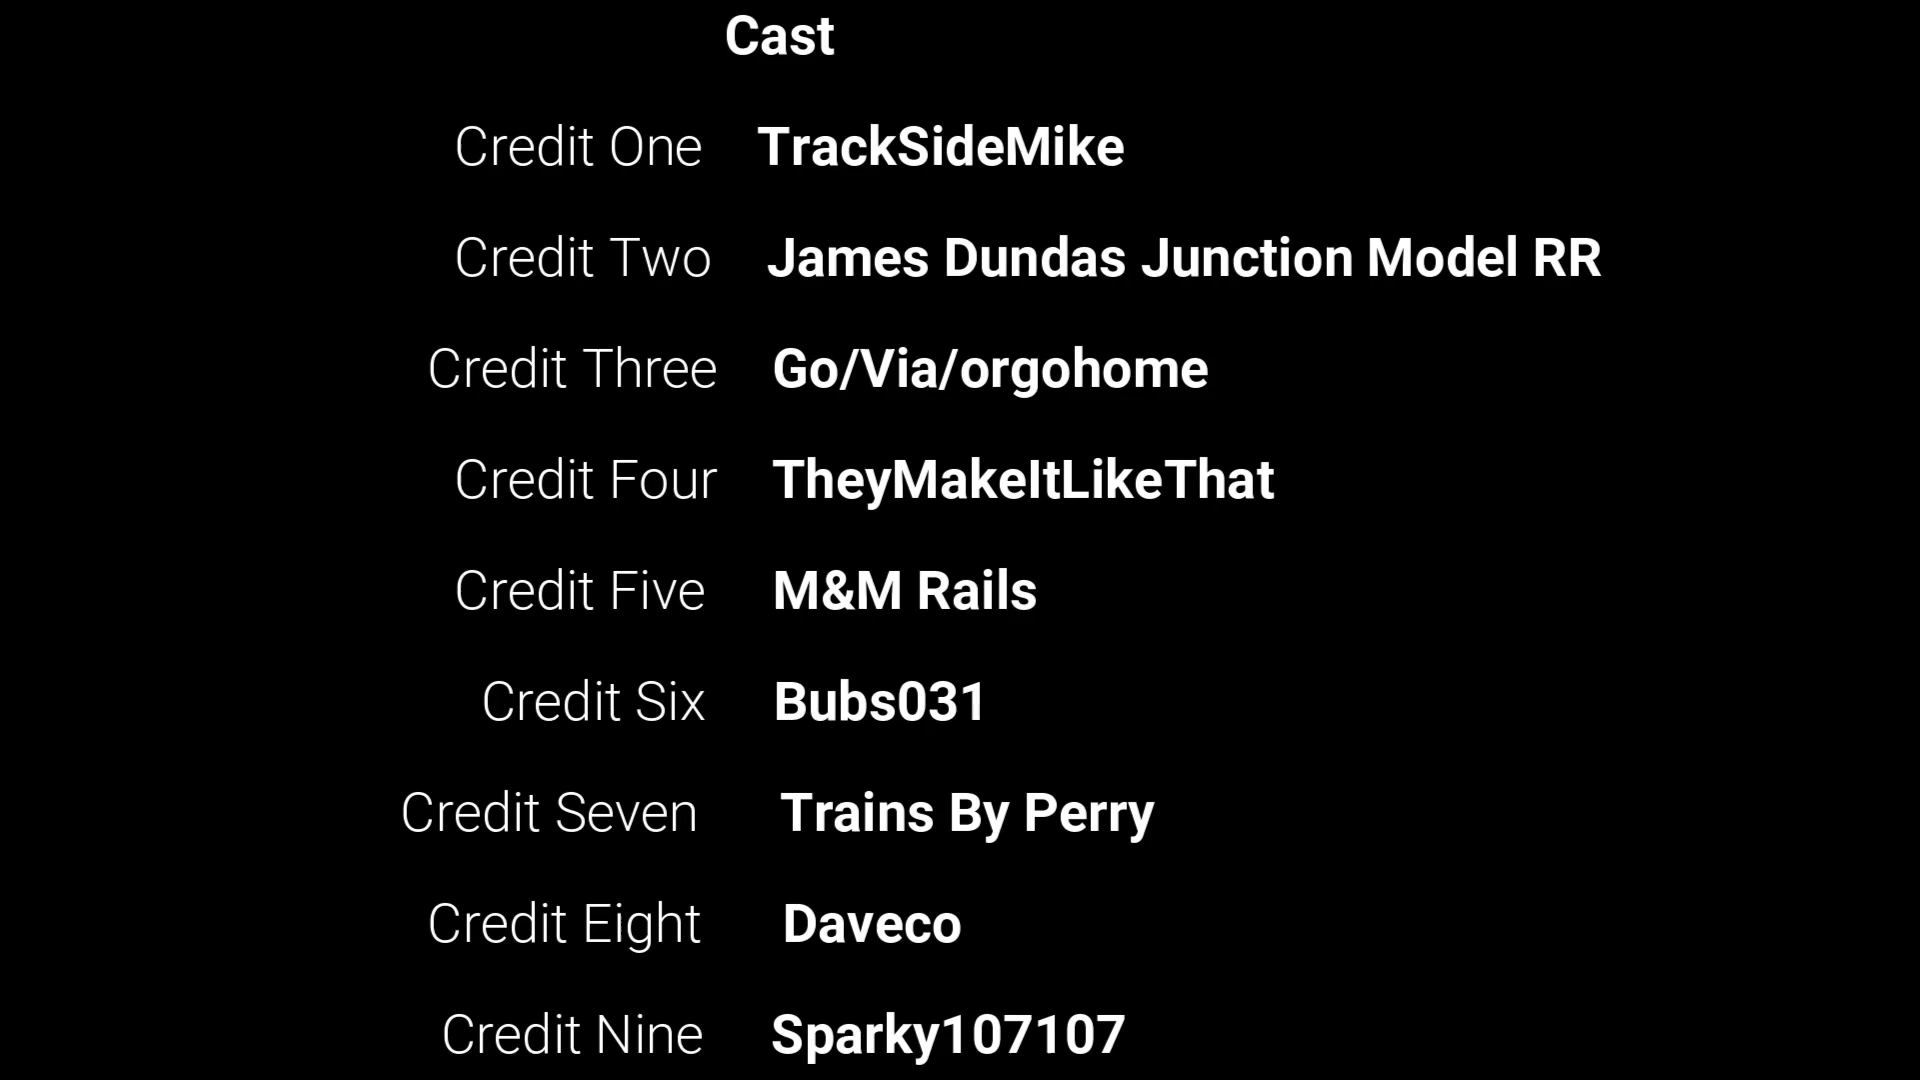 Cast
Credit One TrackSideMike
Credit Two James Dundas Junction Model RR
Credit Three Go/Via/orgohome
Credit Four TheyMakeItLikeThat
Credit Five M&M Rails
Credit Six Bubs031
Credit Seven Trains By Perry
Credit Eight Daveco
Credit Nine Sparky107107